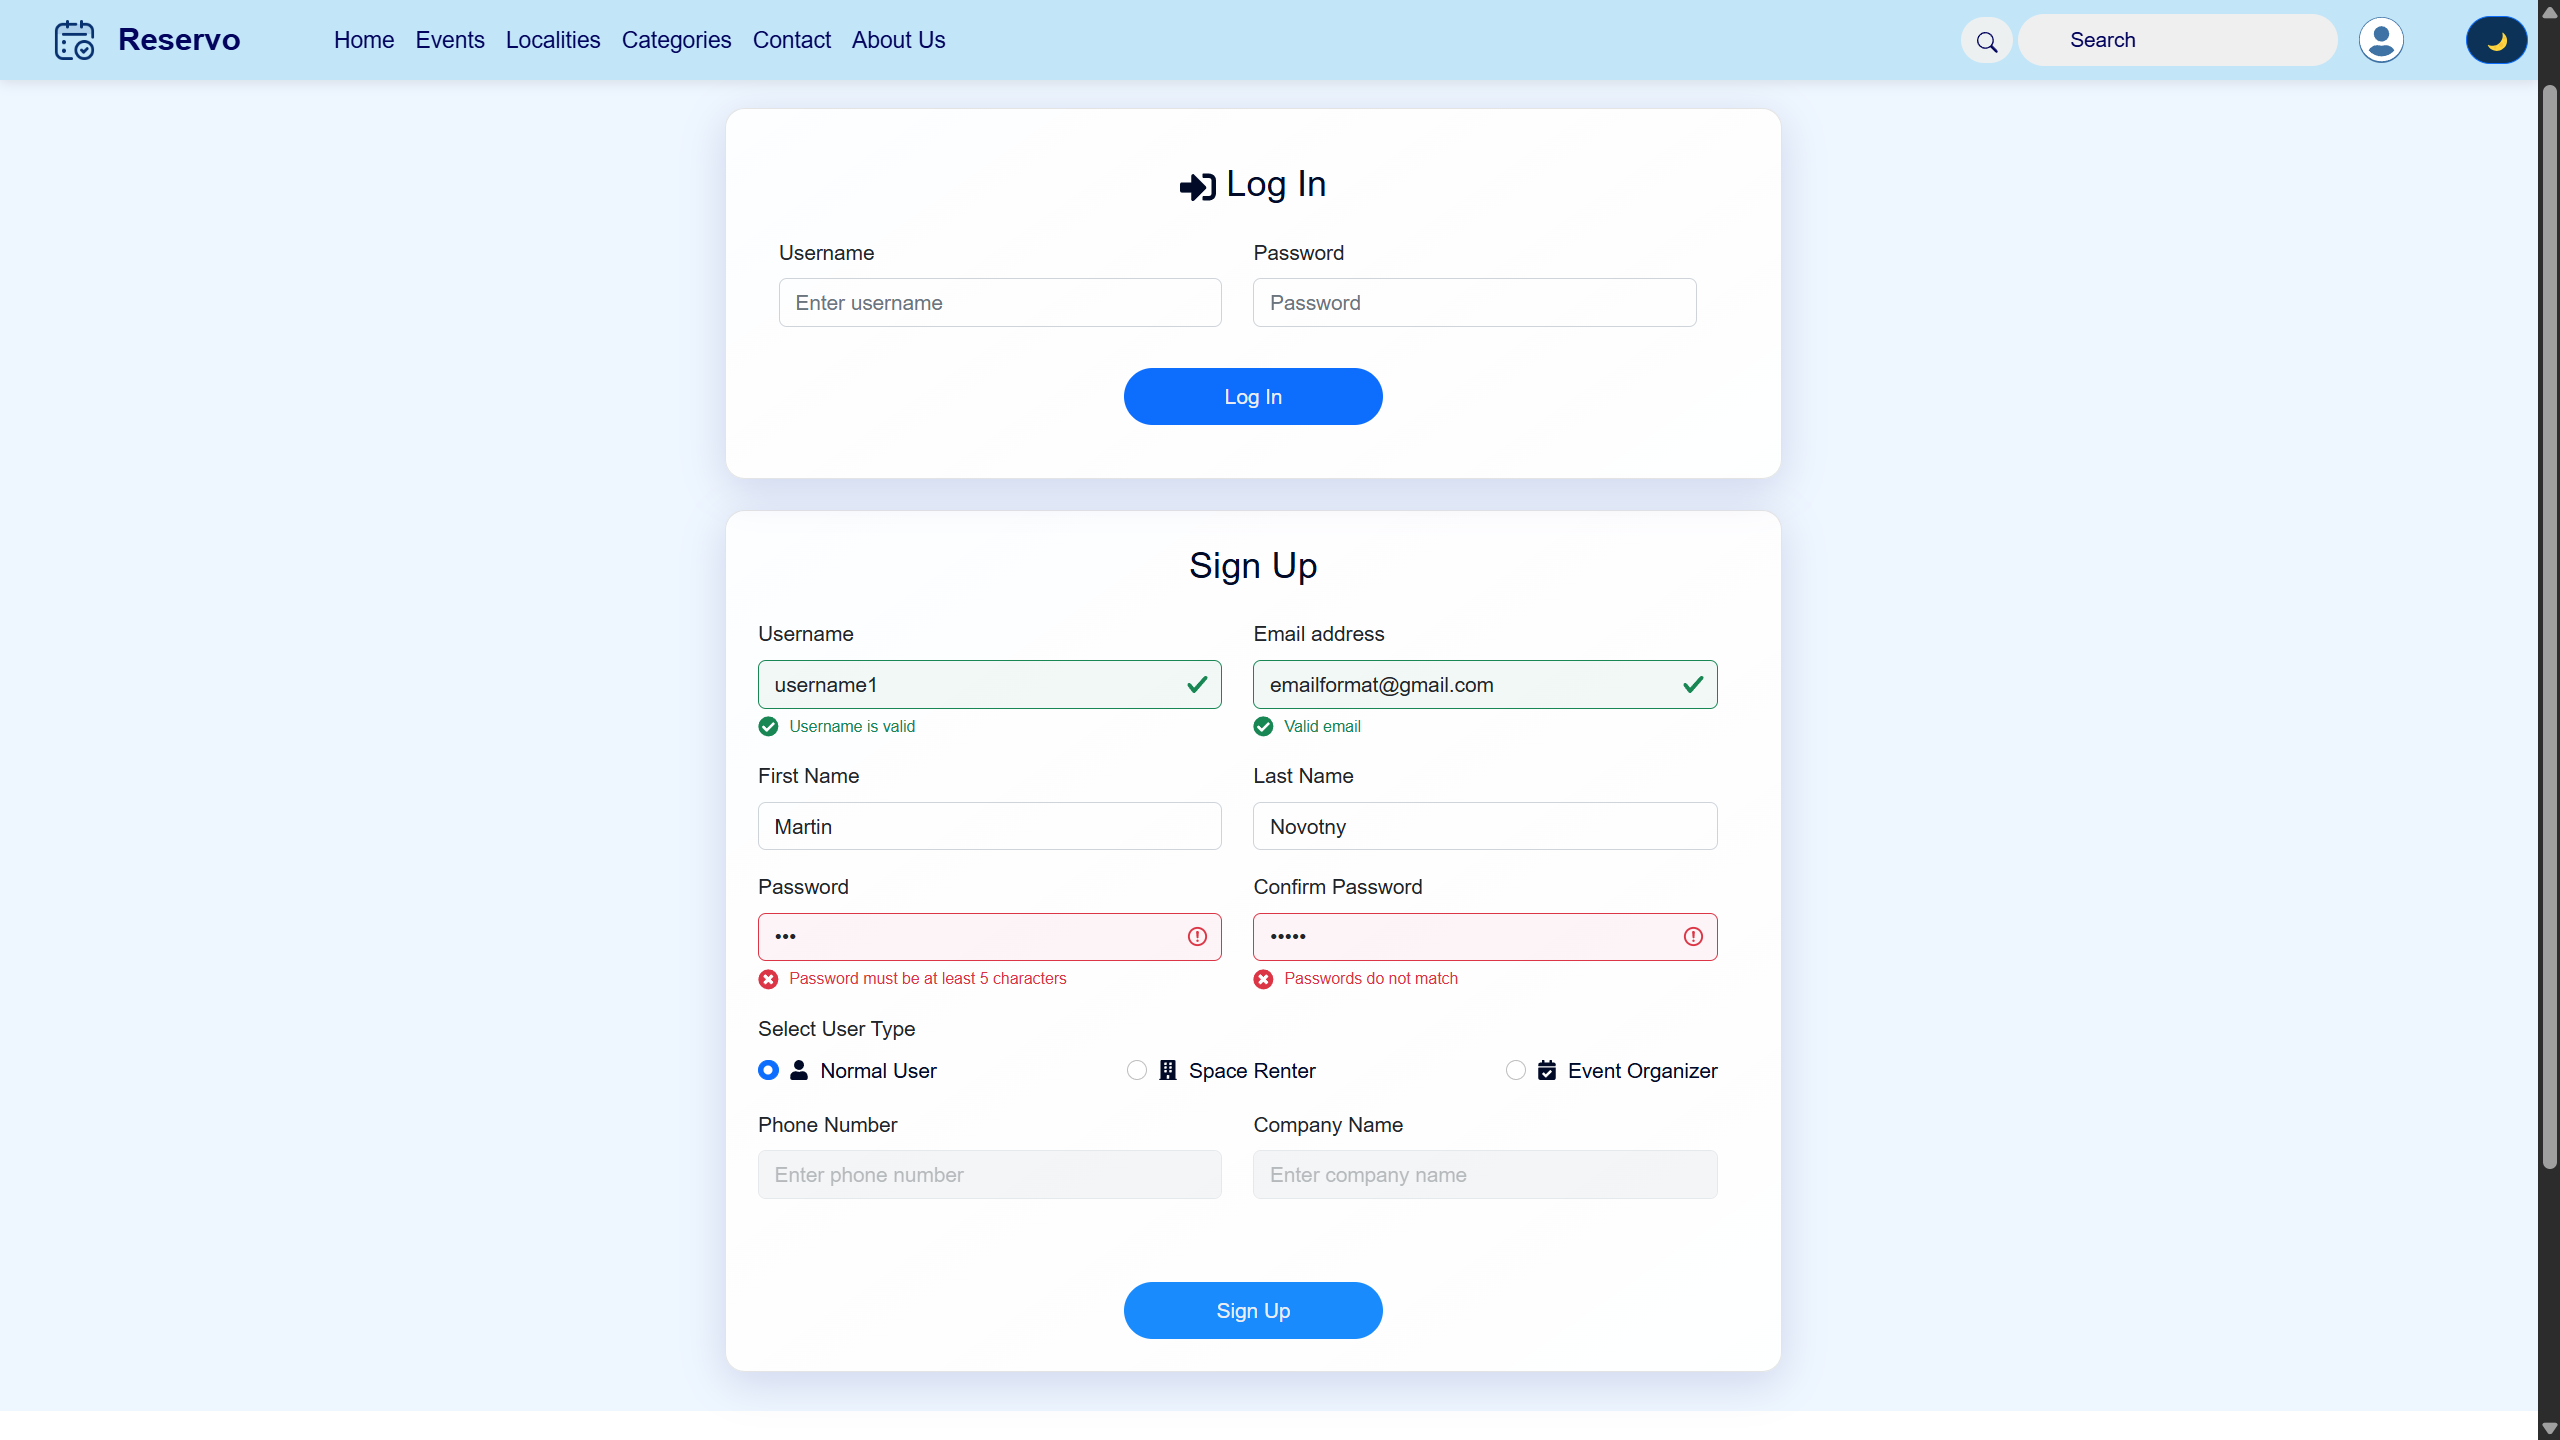 Reservo Home Events Localities Categories Contact About Us Search
Log In
Username Password
Enter username Password
Log In
Sign Up
Username Email address
username1 emailformat@gmail.com
Username is valid Valid email
First Name Last Name
Martin Novotny
Password Confirm Password
••• •••••
Password must be at least 5 characters Passwords do not match
Select User Type
Normal User Space Renter Event Organizer
Phone Number Company Name
Enter phone number Enter company name
Sign Up